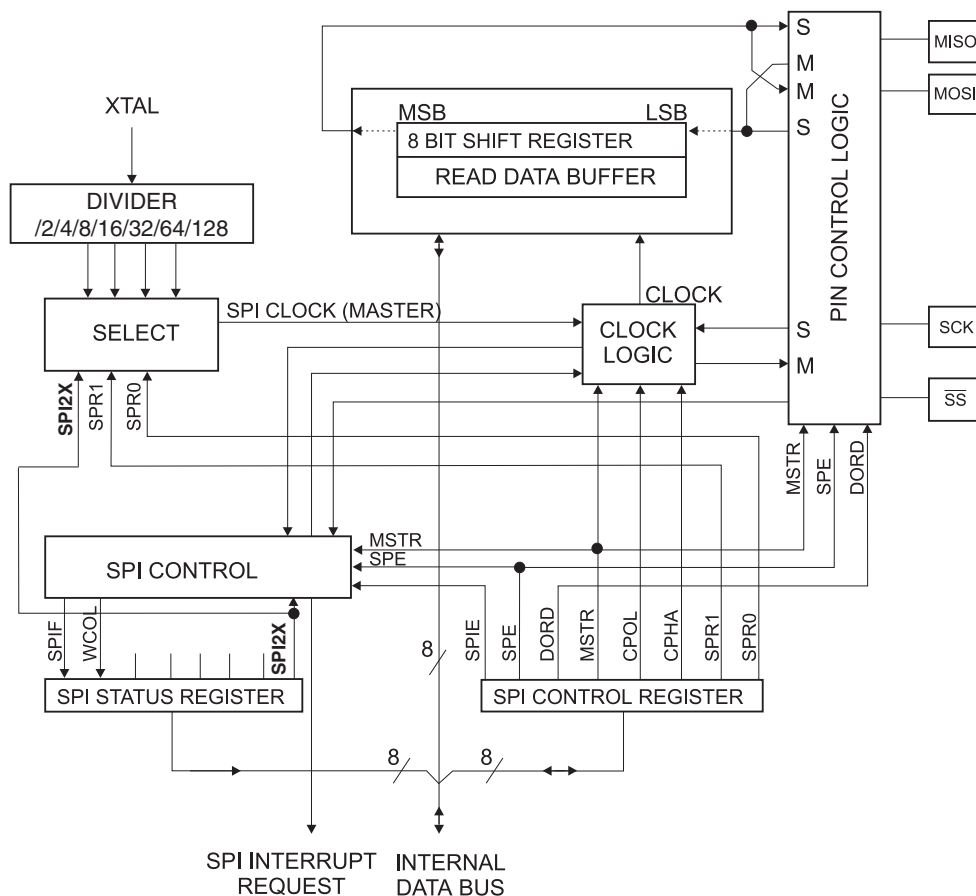 S
MISO
M
MOSI
M
S
PIN CONTROL LOGIC
MSB
LSB
8 BIT SHIFT REGISTER
READ DATA BUFFER
XTAL
DIVIDER
/2/4/8/16/32/64/128
SPI CLOCK (MASTER)
CLOCK
SELECT
CLOCK
LOGIC
S
M
SCK
SS
SPI2X
SPR1
SPR0
MSTR
SPE
DORD
MSTR
SPE
SPI CONTROL
SPIF
WCOL
SPI2X
SPIE
SPE
DORD
MSTR
CPOL
CPHA
SPR1
SPR0
8
SPI STATUS REGISTER
SPI CONTROL REGISTER
8
8
SPI INTERRUPT
REQUEST
INTERNAL
DATA BUS